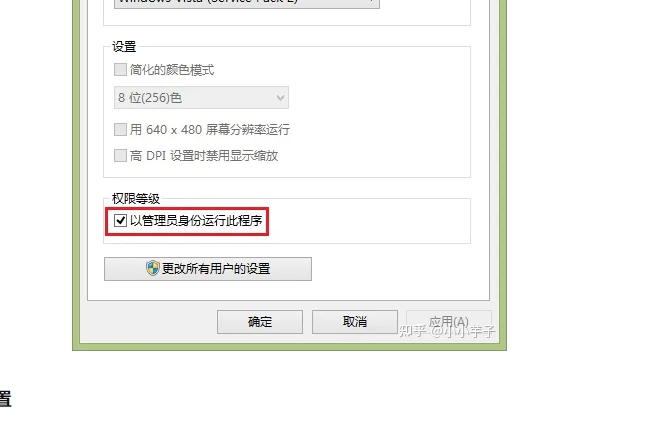 Windows Vista (Service Pack 2)
设置
简化的颜色模式
8 位(256)色
用 640 x 480 屏幕分辨率运行
高 DPI 设置时禁用显示缩放
权限等级
以管理员身份运行此程序
更改所有用户的设置
确定 取消 应用(A)
知乎 @小小芋子
置